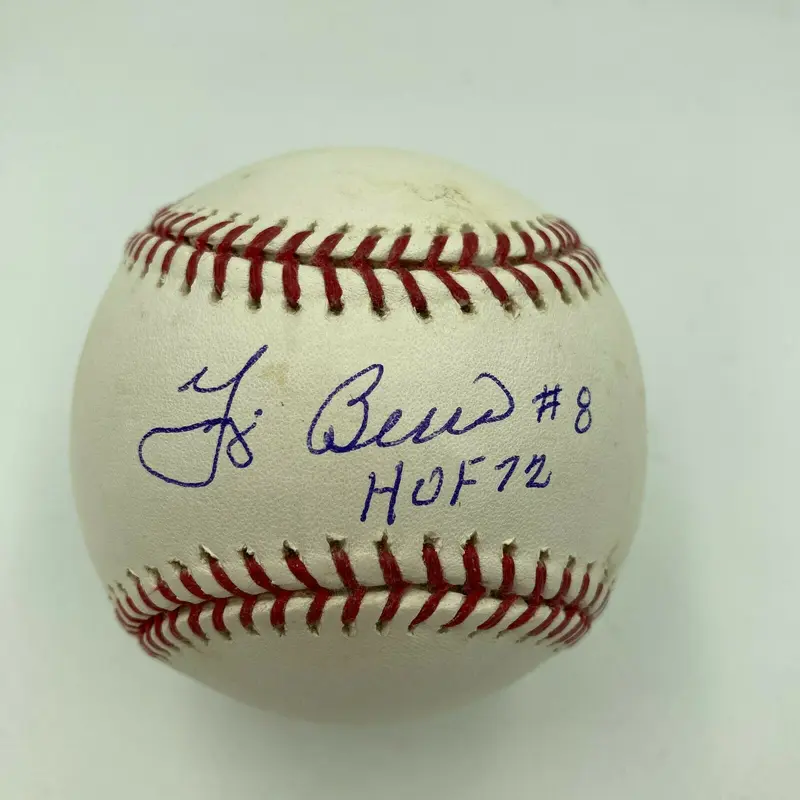 Yogi Berra #8
HOF 72